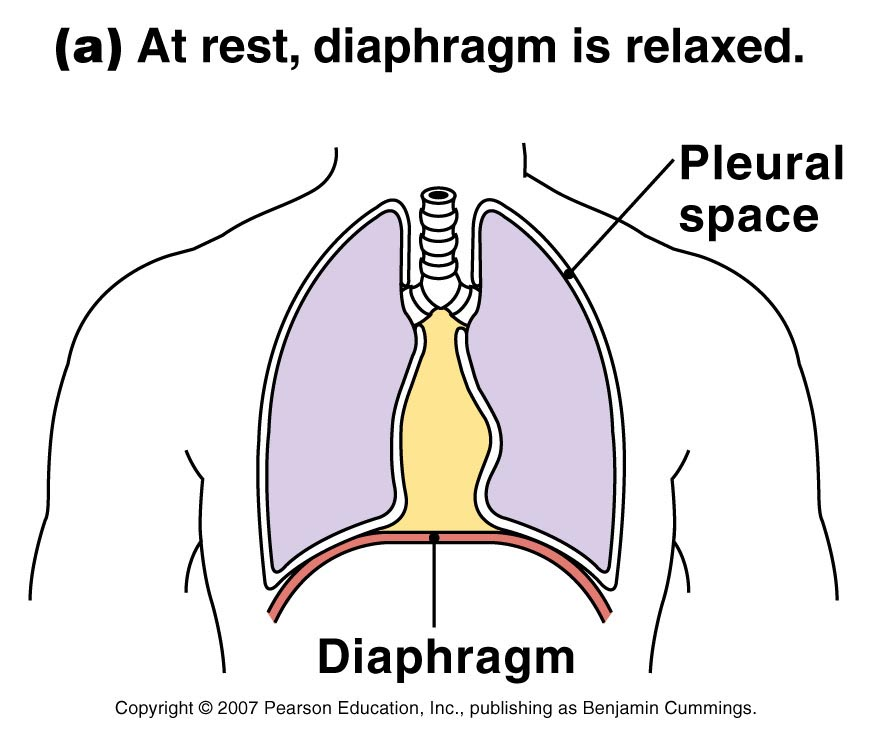 (a) At rest, diaphragm is relaxed.
Pleural
space
Diaphragm
Copyright © 2007 Pearson Education, Inc., publishing as Benjamin Cummings.